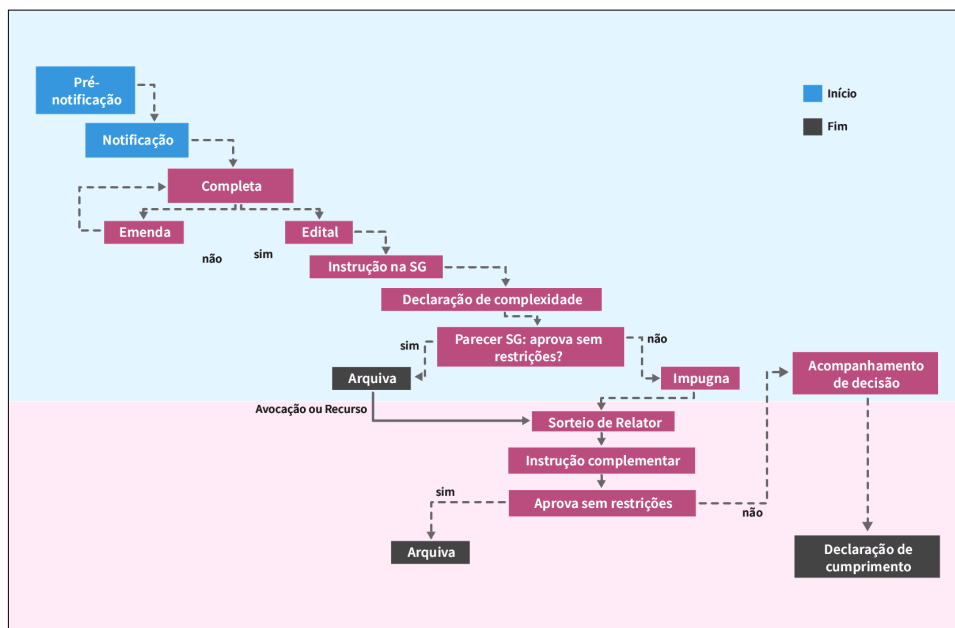 Pré-
notificação
Início
Fim
Notificação
Completa
Emenda
Edital
não
sim
Instrução na SG
Declaração de complexidade
Parecer SG: aprova sem
restrições?
sim
não
Arquiva
Impugna
Acompanhamento
de decisão
Avocação ou Recurso
Sorteio de Relator
Instrução complementar
sim
Aprova sem restrições
não
Arquiva
Declaração de
cumprimento